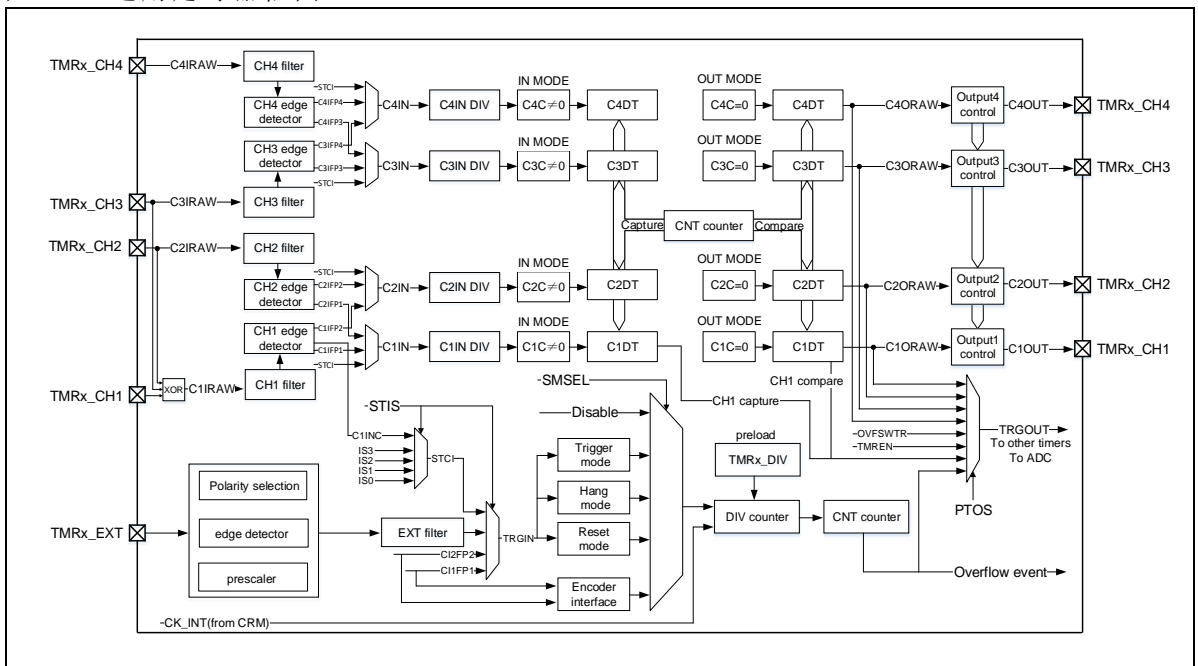 TMRx_CH4
C4IRAW
CH4 filter
STCI
C4IFP4
CH4 edge
detector
C4IFP3
C4IN
C4IN DIV
IN MODE
C4C≠0
C4DT
OUT MODE
C4C=0
C4DT
C4ORAW
Output4
control
C4OUT
TMRx_CH4
CH3 edge
detector
C3IFP4
C3IFP3
STCI
C3IN
C3IN DIV
IN MODE
C3C≠0
C3DT
OUT MODE
C3C=0
C3DT
C3ORAW
Output3
control
C3OUT
TMRx_CH3
TMRx_CH3
C3IRAW
CH3 filter
Capture
CNT counter
Compare
TMRx_CH2
C2IRAW
CH2 filter
STCI
C2IFP2
CH2 edge
detector
C2IFP1
C2IN
C2IN DIV
IN MODE
C2C≠0
C2DT
OUT MODE
C2C=0
C2DT
C2ORAW
Output2
control
C2OUT
TMRx_CH2
CH1 edge
detector
C1IFP2
C1IFP1
STCI
C1IN
C1IN DIV
IN MODE
C1C≠0
C1DT
OUT MODE
C1C=0
C1DT
C1ORAW
Output1
control
C1OUT
TMRx_CH1
TMRx_CH1
XOR
C1IRAW
CH1 filter
CH1 compare
CH1 capture
SMSEL
Disable
STIS
C1INC
IS3
IS2
IS1
IS0
STCI
OVFSWTR
TMREN
TRGOUT
To other timers
To ADC
PTOS
preload
TMRx_DIV
Trigger
mode
Hang
mode
Reset
mode
Encoder
interface
TMRx_EXT
Polarity selection
edge detector
prescaler
EXT filter
CI2FP2
CI1FP1
TRGIN
DIV counter
CNT counter
Overflow event
CK_INT(from CRM)